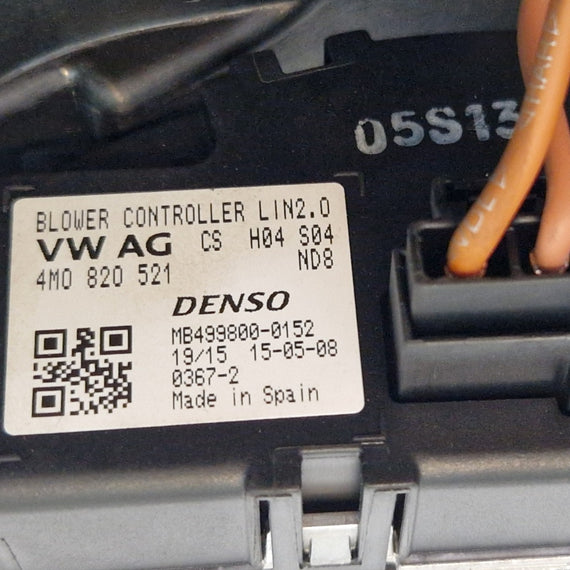 05S13
BLOWER CONTROLLER LIN2.0
VW AG CS H04 S04
4M0 820 521 ND8
DENSO
MB499800-0152
19/15 15-05-08
0367-2
Made in Spain